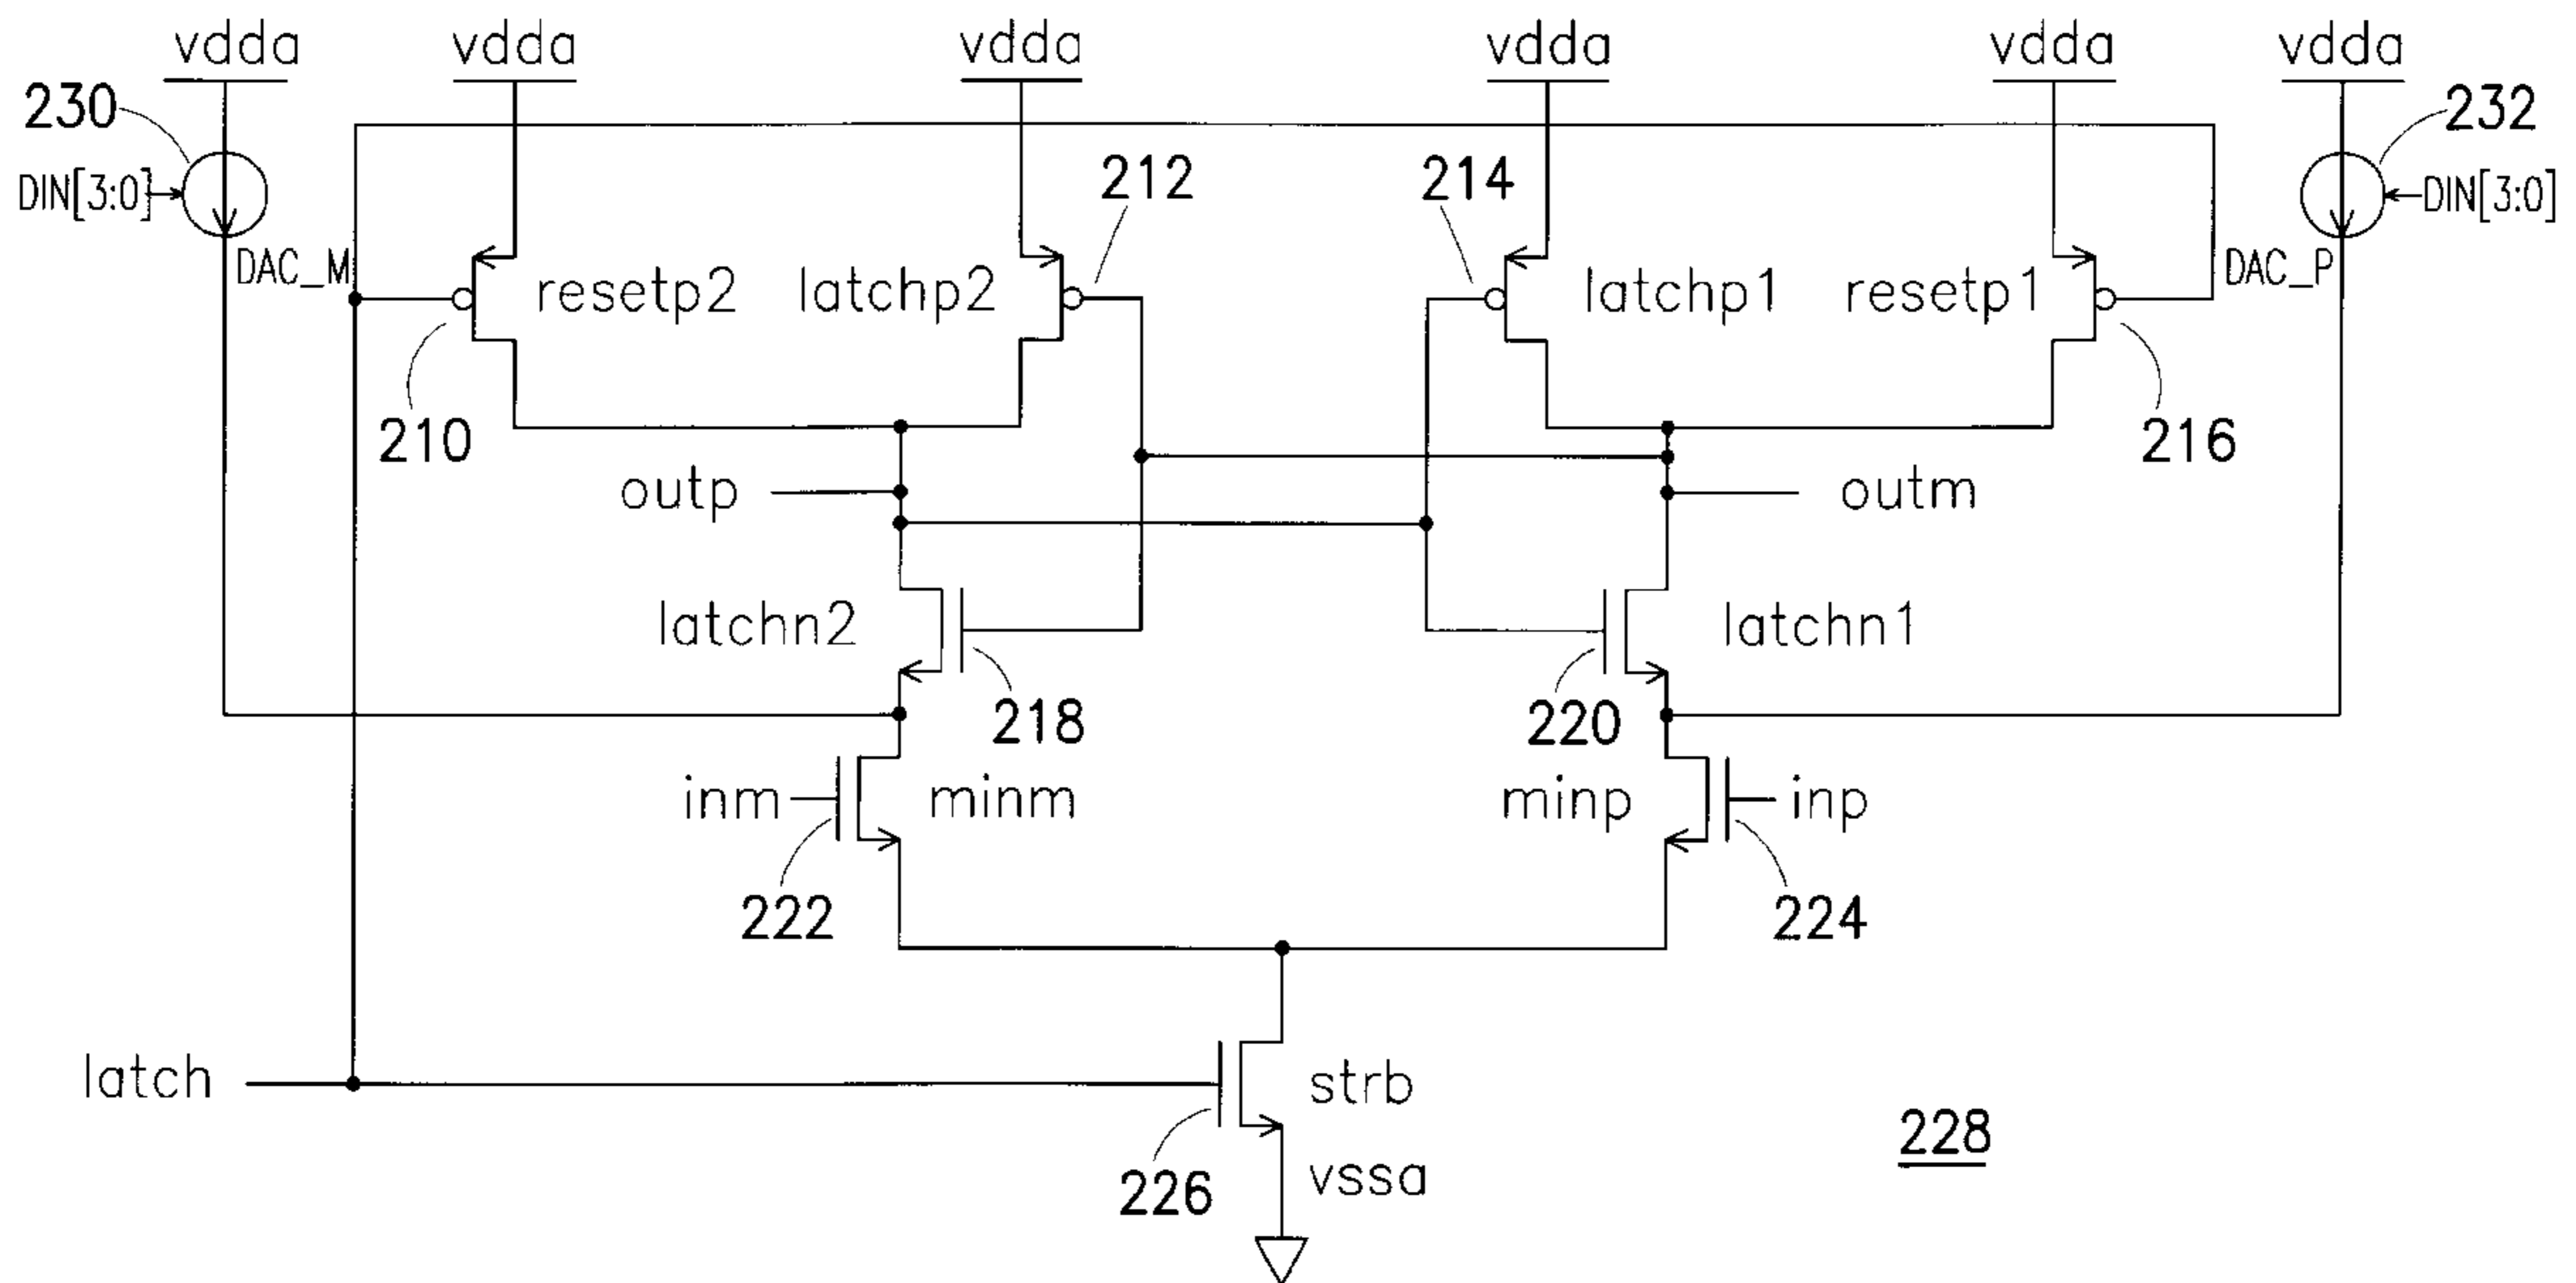 vdda vdda vdda vdda vdda vdda
230 232
212 214
DIN[3:0] DIN[3:0]
DAC_M resetp2 latchp2 latchp1 resetp1 DAC_P
210 216
outp outm
latchn2 latchn1
218 220
inm minm minp inp
222 224
latch strb
228
226 vssa